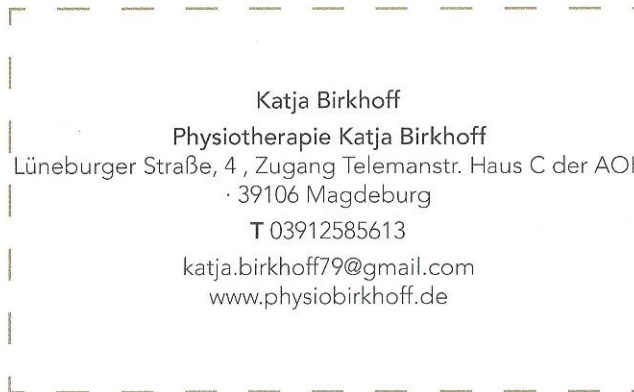 Katja Birkhoff
Physiotherapie Katja Birkhoff
Lüneburger Straße, 4 , Zugang Telemanstr. Haus C der AOK
· 39106 Magdeburg
T 03912585613
katja.birkhoff79@gmail.com
www.physiobirkhoff.de